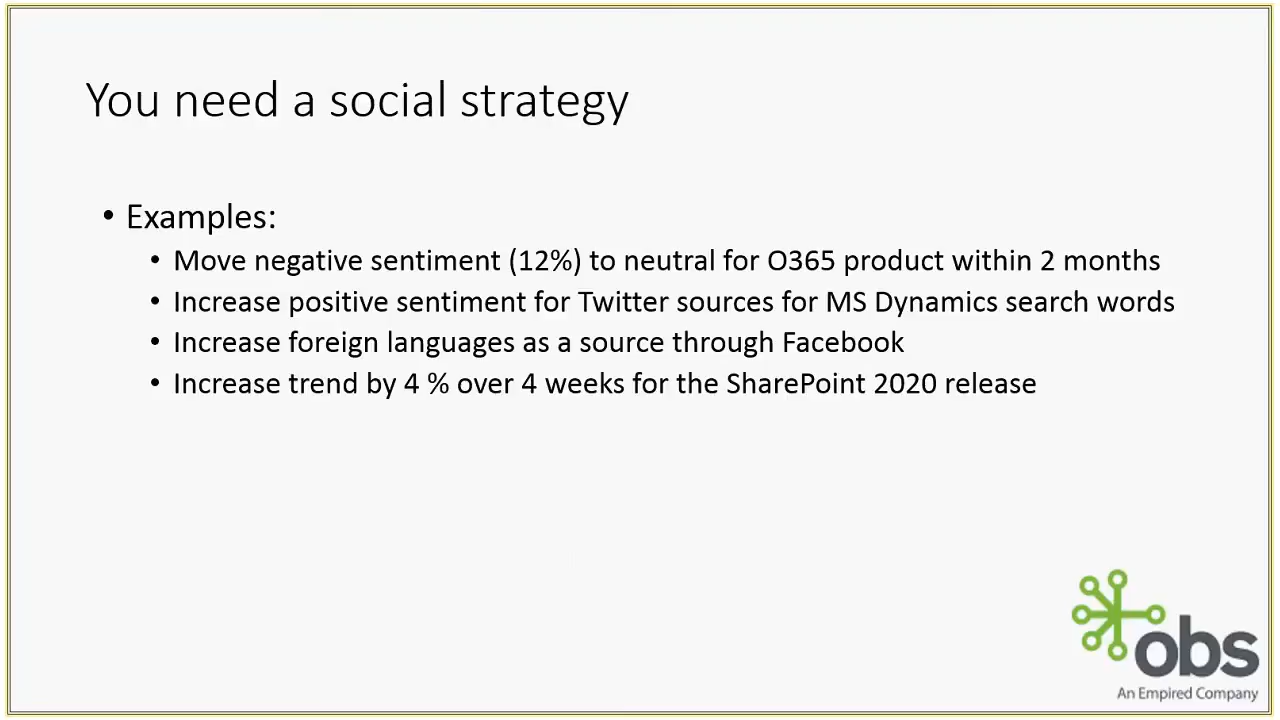 You need a social strategy
• Examples:
• Move negative sentiment (12%) to neutral for O365 product within 2 months
• Increase positive sentiment for Twitter sources for MS Dynamics search words
• Increase foreign languages as a source through Facebook
• Increase trend by 4 % over 4 weeks for the SharePoint 2020 release
obs
An Empired Company